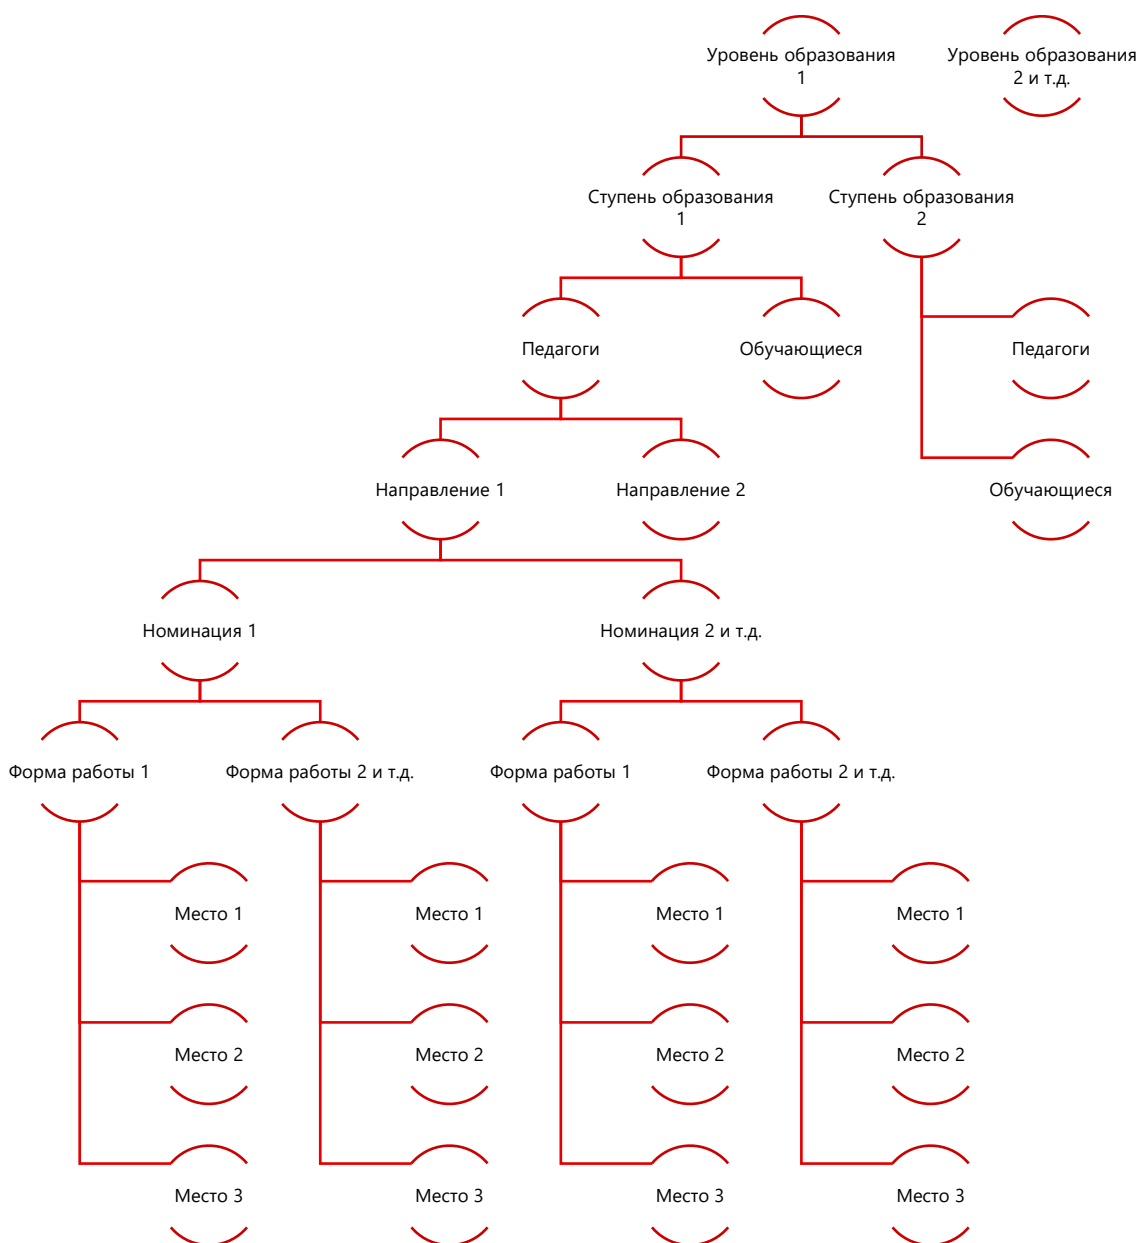 Уровень образования
1
Уровень образования
2 и т.д.
Ступень образования
1
Ступень образования
2
Педагоги
Обучающиеся
Педагоги
Направление 1
Направление 2
Обучающиеся
Номинация 1
Номинация 2 и т.д.
Форма работы 1
Форма работы 2 и т.д.
Форма работы 1
Форма работы 2 и т.д.
Место 1
Место 1
Место 1
Место 1
Место 2
Место 2
Место 2
Место 2
Место 3
Место 3
Место 3
Место 3